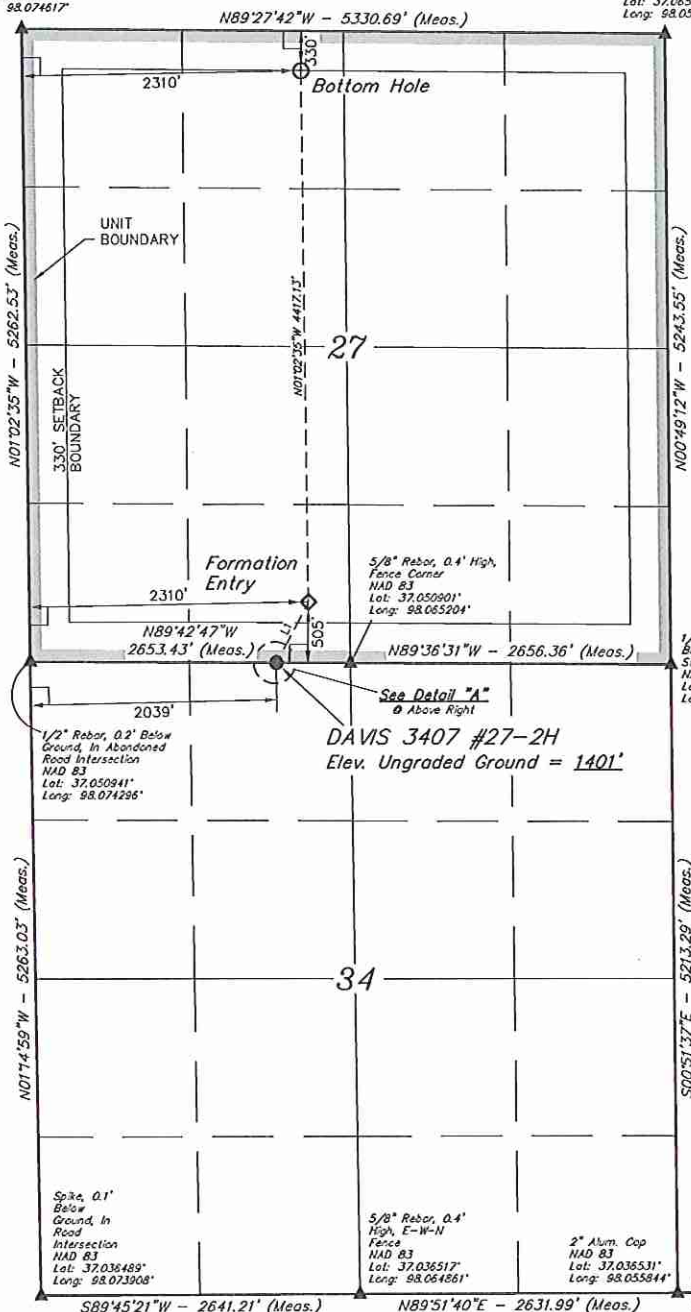 98.074617°
N89°27'42"W - 5330.69' (Meas.)
Long: 98.05
330'
2310'
Bottom Hole
UNIT
BOUNDARY
N01°02'35"W - 5262.53' (Meas.)
330' SETBACK
BOUNDARY
N01°02'35"W 4417.13'
27
N00°49'12"W - 5243.55' (Meas.)
Formation
Entry
2310'
5/8" Rebar, 0.4' High,
Fence Corner
NAD 83
Lat: 37.050901°
Long: 98.065204°
N89°42'47"W
2653.43' (Meas.)
L1
505'
N89°36'31"W - 2656.36' (Meas.)
See Detail "A"
@ Above Right
2039'
1/2" Rebar, 0.2' Below
Ground, In Abandoned
Road Intersection
NAD 83
Lat: 37.050941°
Long: 98.074296°
DAVIS 3407 #27-2H
Elev. Ungraded Ground = 1401'
N01°14'59"W - 5263.03' (Meas.)
34
S00°51'37"E - 5213.29' (Meas.)
Spike, 0.1'
Below
Ground, In
Road
Intersection
NAD 83
Lat: 37.036489°
Long: 98.073908°
5/8" Rebar, 0.4'
High, E-W-N
Fence
NAD 83
Lat: 37.036517°
Long: 98.064861°
2" Alum. Cap
NAD 83
Lat: 37.036531°
Long: 98.055844°
S89°45'21"W - 2641.21' (Meas.)
N89°51'40"E - 2631.99' (Meas.)